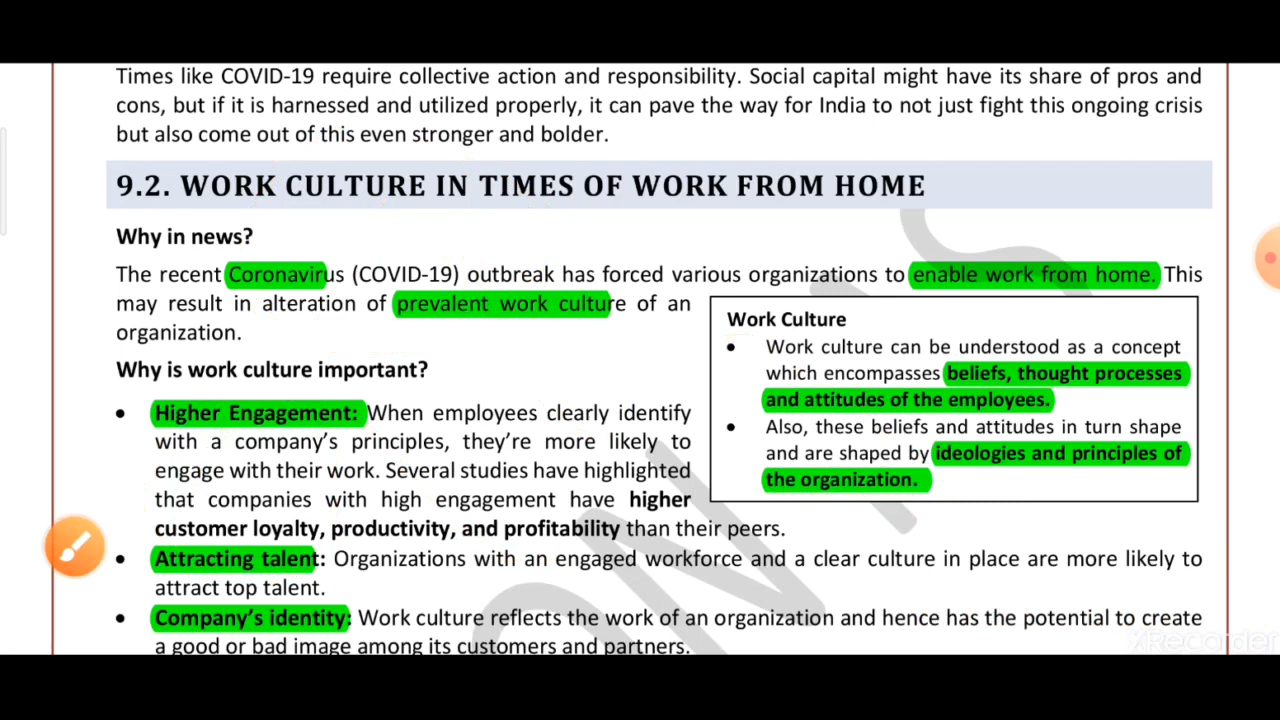 Times like COVID-19 require collective action and responsibility. Social capital might have its share of pros and
cons, but if it is harnessed and utilized properly, it can pave the way for India to not just fight this ongoing crisis
but also come out of this even stronger and bolder.
9.2. WORK CULTURE IN TIMES OF WORK FROM HOME
Why in news?
The recent Coronavirus (COVID-19) outbreak has forced various organizations to enable work from home. This
may result in alteration of prevalent work culture of an
organization.
Work Culture
• Work culture can be understood as a concept
which encompasses beliefs, thought processes
and attitudes of the employees.
• Also, these beliefs and attitudes in turn shape
and are shaped by ideologies and principles of
the organization.
Why is work culture important?
• Higher Engagement: When employees clearly identify
with a company's principles, they're more likely to
engage with their work. Several studies have highlighted
that companies with high engagement have higher
customer loyalty, productivity, and profitability than their peers.
• Attracting talent: Organizations with an engaged workforce and a clear culture in place are more likely to
attract top talent.
• Company's identity: Work culture reflects the work of an organization and hence has the potential to create
a good or bad image among its customers and partners.
XRecorder